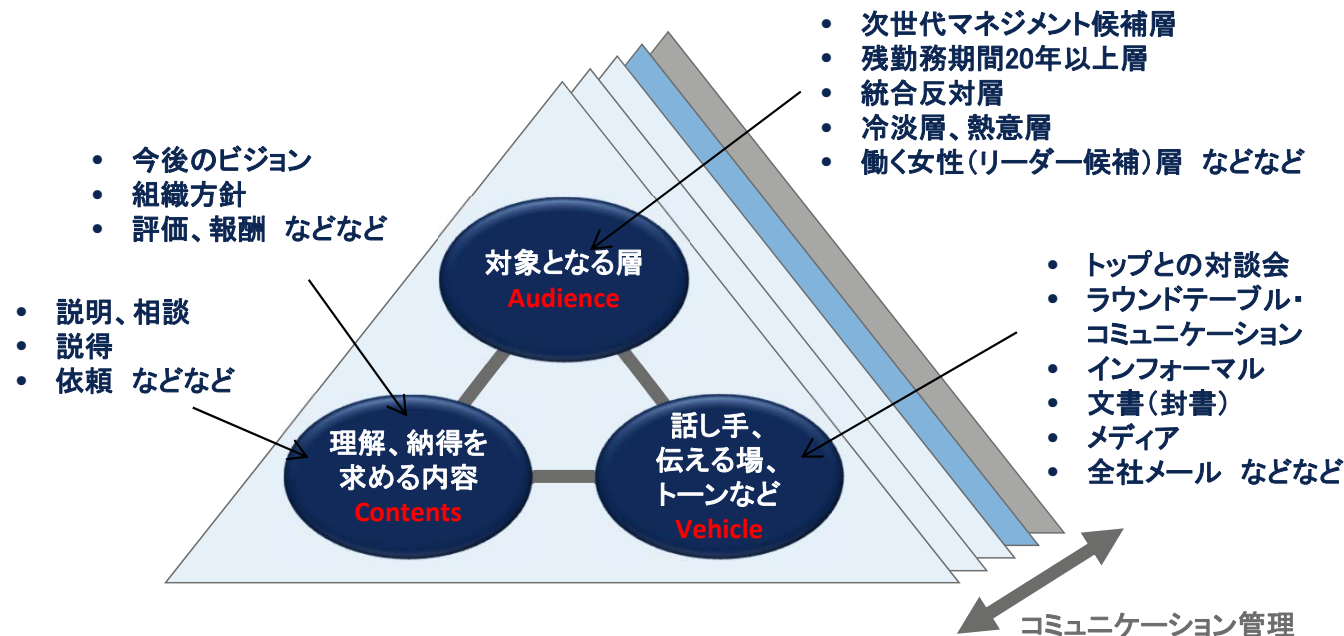 • 次世代マネジメント候補層
• 残勤務期間20年以上層
• 統合反対層
• 冷淡層、熱意層
• 働く女性（リーダー候補）層　などなど
• 今後のビジョン
• 組織方針
• 評価、報酬　などなど
• 説明、相談
• 説得
• 依頼　などなど
対象となる層
Audience
理解、納得を
求める内容
Contents
話し手、
伝える場、
トーンなど
Vehicle
• トップとの対談会
• ラウンドテーブル・
コミュニケーション
• インフォーマル
• 文書（封書）
• メディア
• 全社メール　などなど
コミュニケーション管理